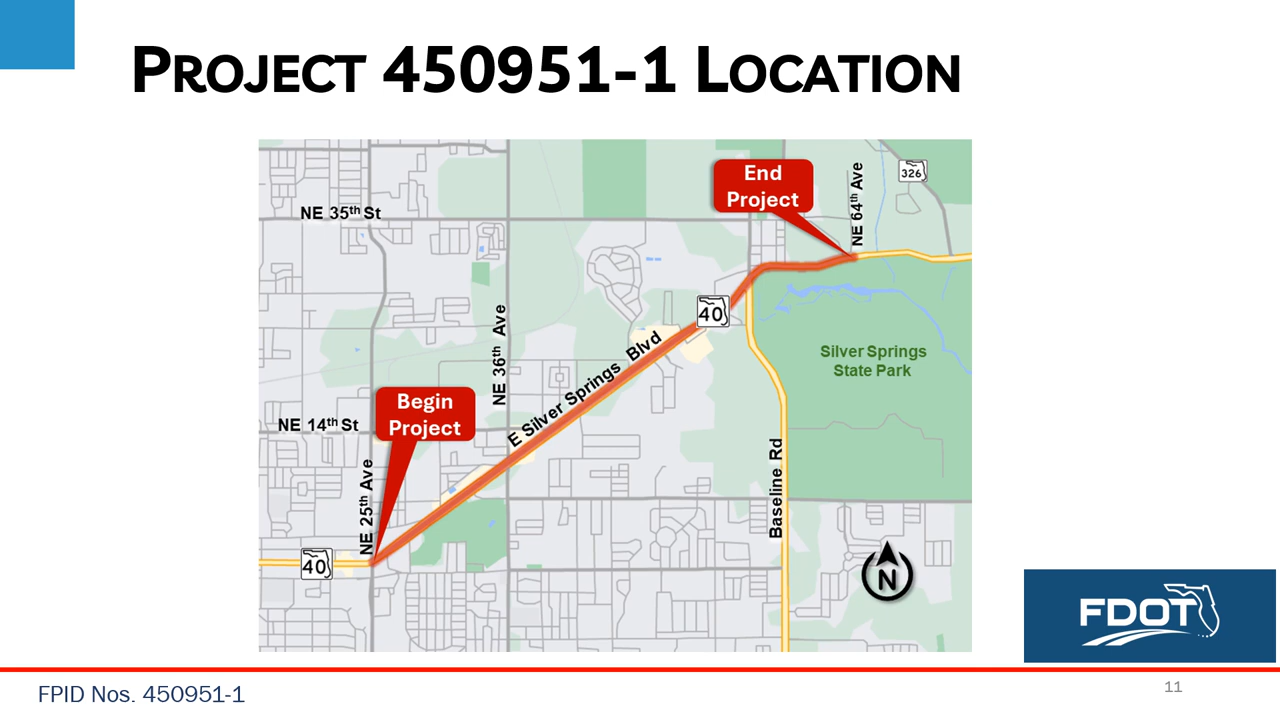 PROJECT 450951-1 LOCATION
End
Project
NE 64th Ave
326
NE 35th St
40
NE 36th Ave
E Silver Springs Blvd
Silver Springs
State Park
Begin
Project
NE 14th St
NE 25th Ave
Baseline Rd
40
N
FDOT
FPID Nos. 450951-1
11